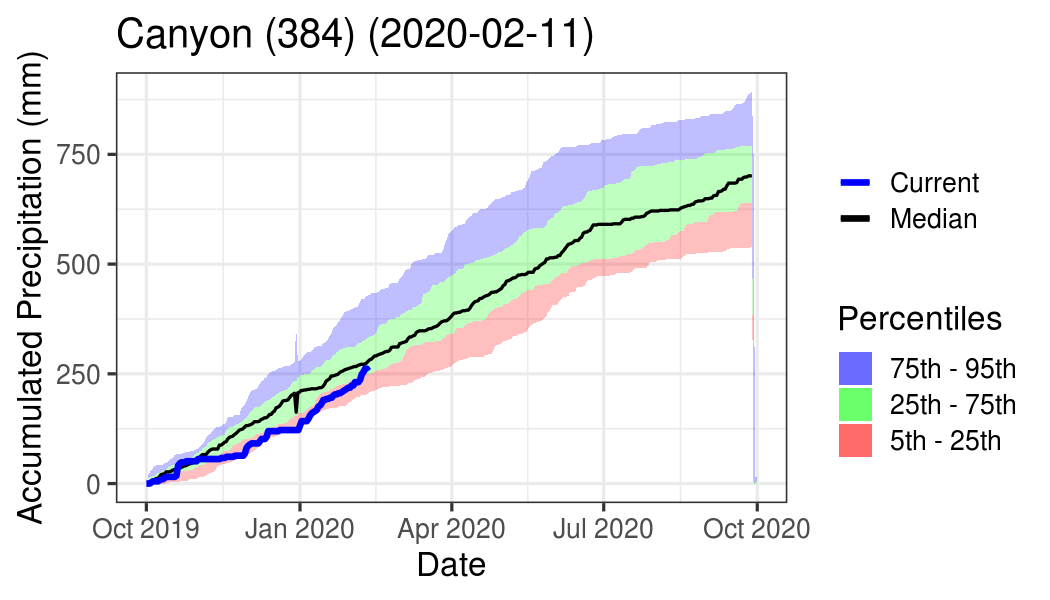 Canyon (384) (2020-02-11)
Accumulated Precipitation (mm)
750
500
250
0
Oct 2019 Jan 2020 Apr 2020 Jul 2020 Oct 2020
Date
Current
Median
Percentiles
75th - 95th
25th - 75th
5th - 25th